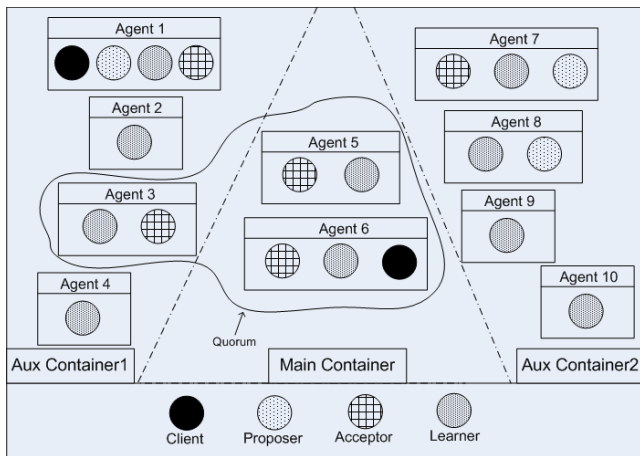 Agent 1
Agent 7
Agent 2
Agent 8
Agent 5
Agent 3
Agent 9
Agent 6
Agent 4
Agent 10
Quorum
Aux Container1
Main Container
Aux Container2
Client
Proposer
Acceptor
Learner